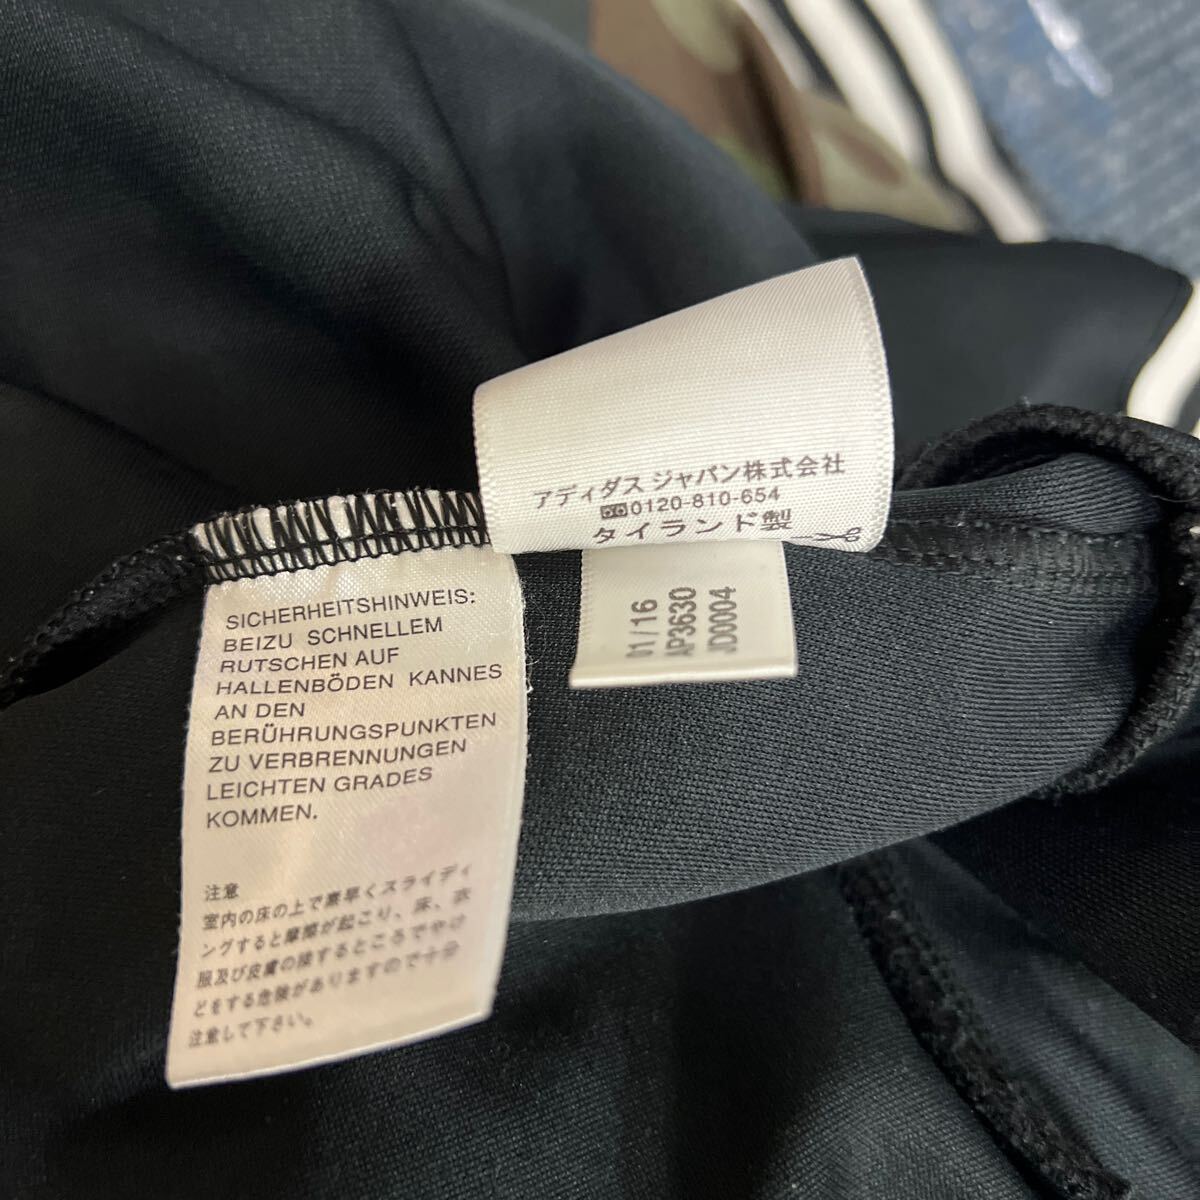 アディダス ジャパン株式会社
0120-810-654
タイランド製
01/16
AP3630
JD0004
SICHERHEITSHINWEIS:
BEIZU SCHNELLEM
RUTSCHEN AUF
HALLENBÖDEN KANNES
AN DEN
BERÜHRUNGSPUNKTEN
ZU VERBRENNUNGEN
LEICHTEN GRADES
KOMMEN.
注意
室内の床の上で素早くスライディ
ングすると摩擦が起こり、床、衣
服及び皮膚の接するところでやけ
どをする危険がありますので十分
注意して下さい。